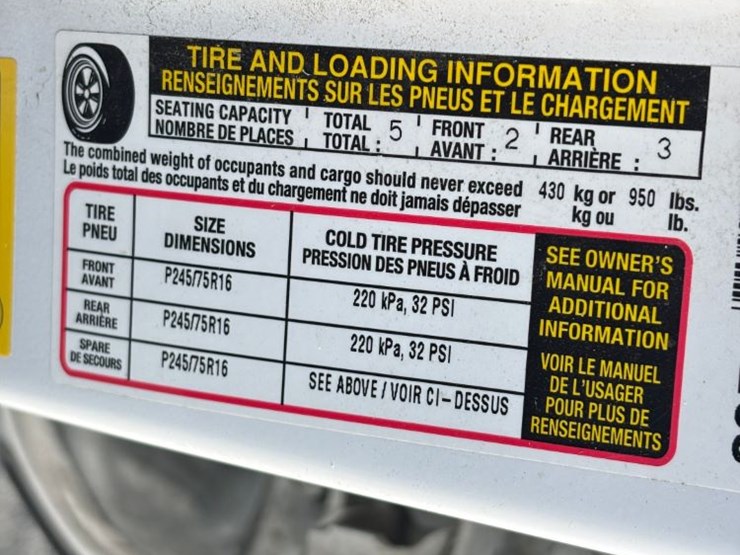 TIRE AND LOADING INFORMATION
RENSEIGNEMENTS SUR LES PNEUS ET LE CHARGEMENT
SEATING CAPACITY TOTAL 5 FRONT 2 REAR 3
NOMBRE DE PLACES TOTAL : AVANT : ARRIÈRE :
The combined weight of occupants and cargo should never exceed 430 kg or 950 lbs.
Le poids total des occupants et du chargement ne doit jamais dépasser kg ou lb.
TIRE
PNEU
SIZE
DIMENSIONS
COLD TIRE PRESSURE
PRESSION DES PNEUS À FROID
FRONT
AVANT
P245/75R16
220 kPa, 32 PSI
REAR
ARRIÈRE
P245/75R16
220 kPa, 32 PSI
SPARE
DE SECOURS
P245/75R16
SEE ABOVE / VOIR CI-DESSUS
SEE OWNER'S
MANUAL FOR
ADDITIONAL
INFORMATION
VOIR LE MANUEL
DE L'USAGER
POUR PLUS DE
RENSEIGNEMENTS